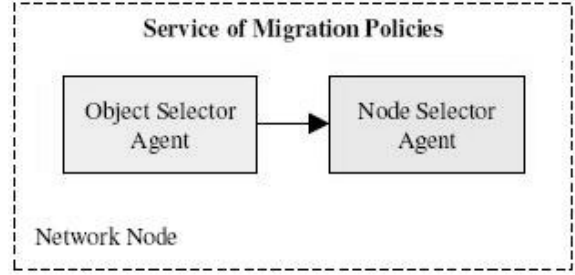 Service of Migration Policies
Object Selector
Agent
Node Selector
Agent
Network Node